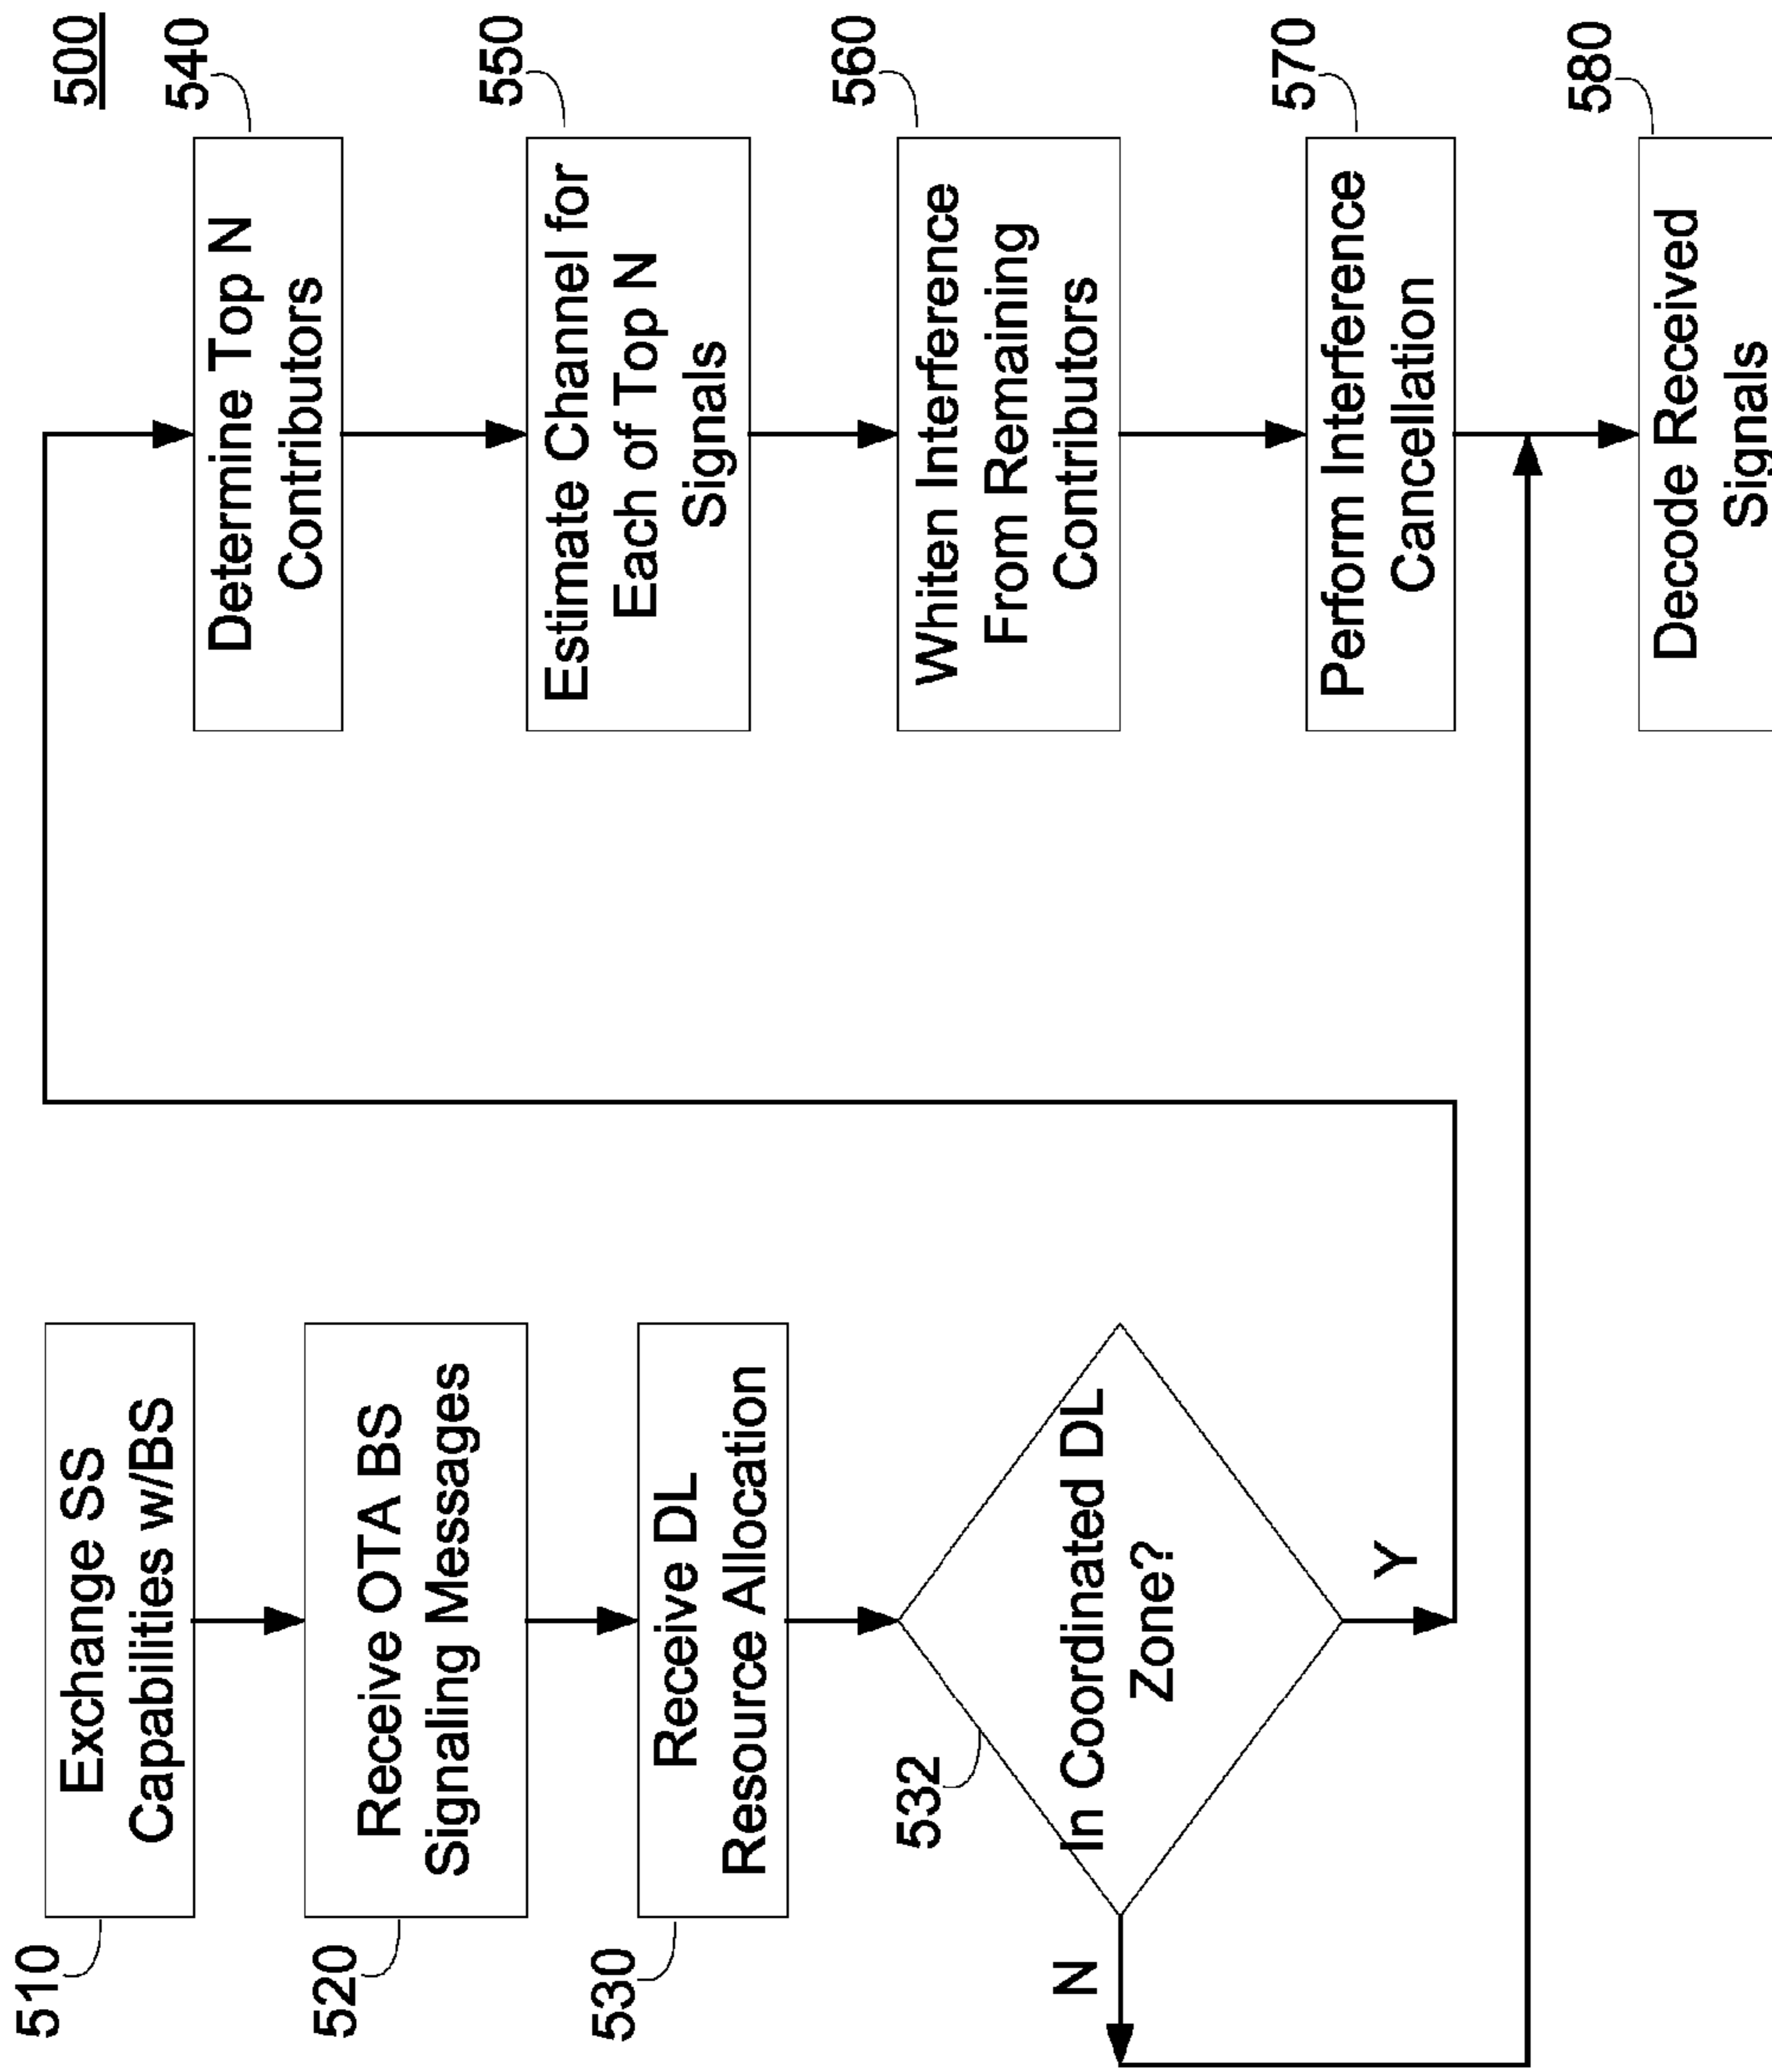 500
510
Exchange SS
Capabilities w/BS
520
Receive OTA BS
Signaling Messages
530
Receive DL
Resource Allocation
532
In Coordinated DL
Zone?
N
Y
540
Determine Top N
Contributors
550
Estimate Channel for
Each of Top N
Signals
560
Whiten Interference
From Remaining
Contributors
570
Perform Interference
Cancellation
580
Decode Received
Signals